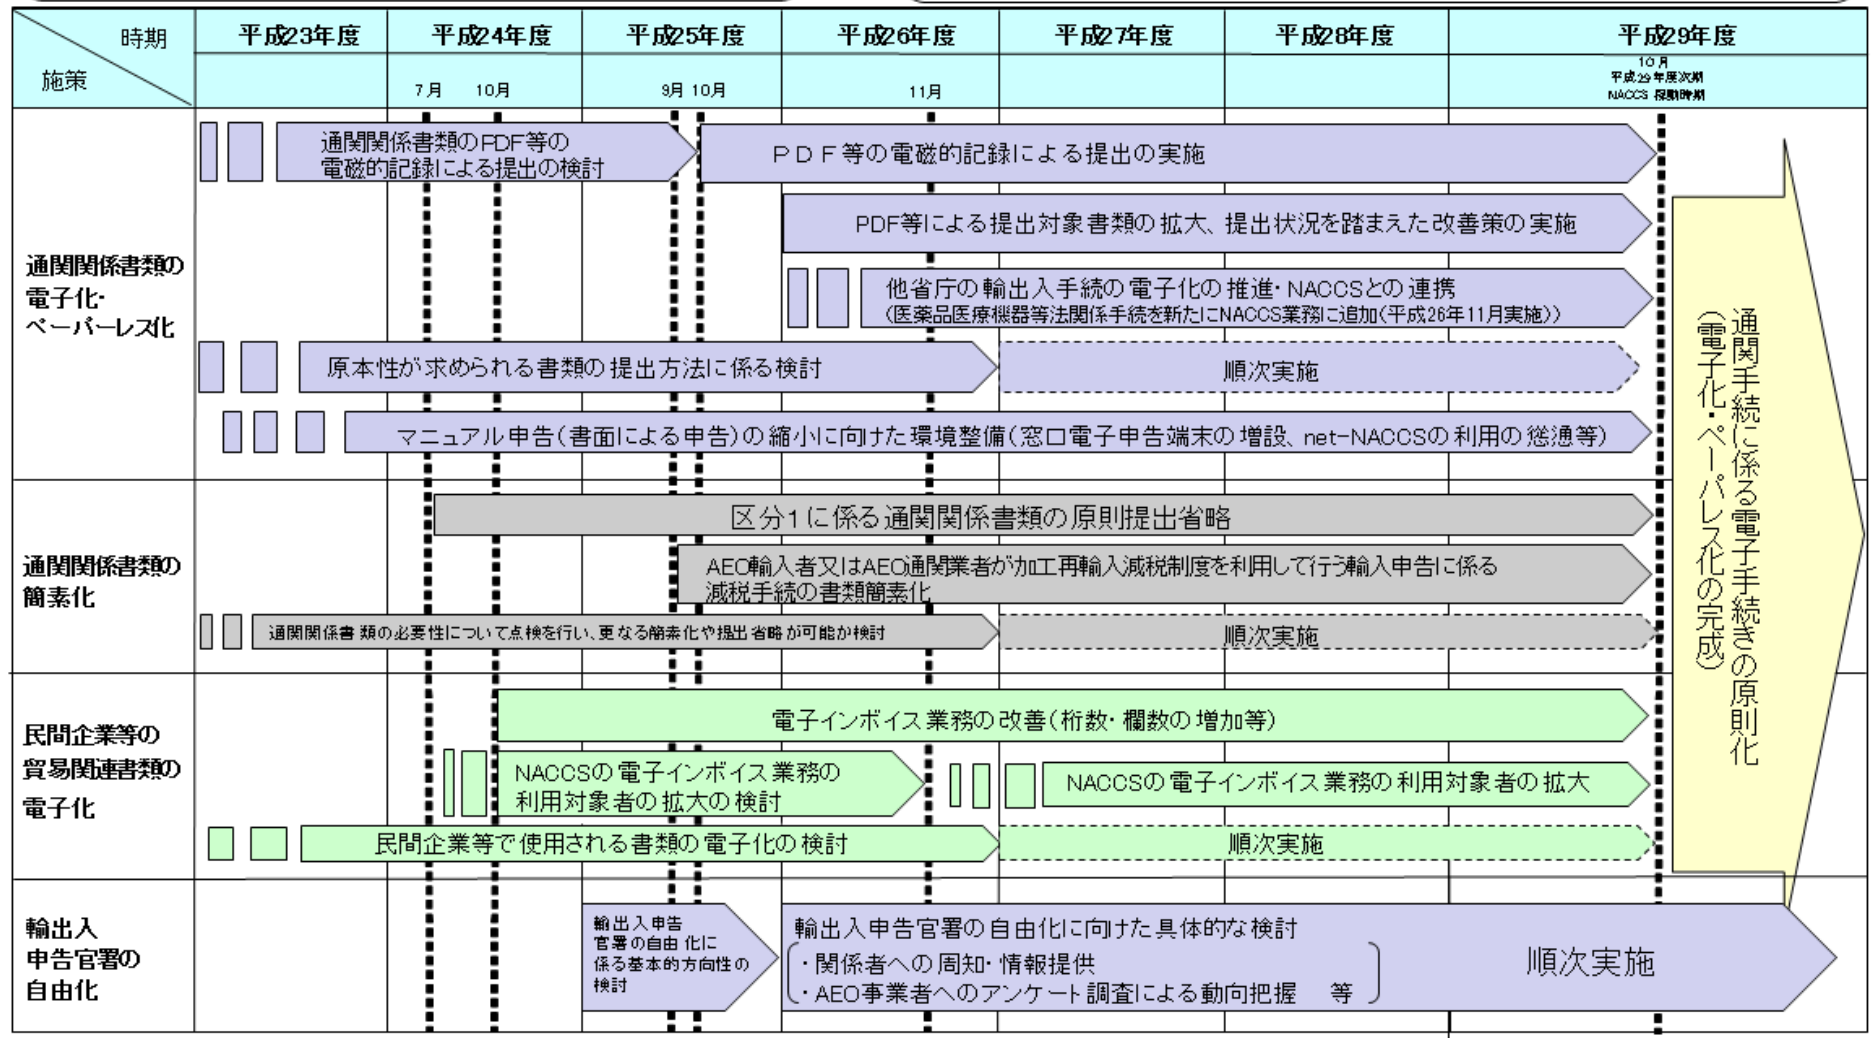 時期
施策
平成23年度
平成24年度
平成25年度
平成26年度
平成27年度
平成28年度
平成29年度
7月
10月
9月
10月
11月
10月
平成29年度次期
NACCS 稼動時期
通関関係書類の
電子化・
ペーパーレス化
通関関係書類のPDF等の
電磁的記録による提出の検討
PDF等の電磁的記録による提出の実施
PDF等による提出対象書類の拡大、提出状況を踏まえた改善策の実施
他省庁の輸出入手続の電子化の推進・NACCSとの連携
(医薬品医療機器等法関係手続を新たにNACCS業務に追加(平成26年11月実施))
原本性が求められる書類の提出方法に係る検討
順次実施
マニュアル申告(書面による申告)の縮小に向けた環境整備(窓口電子申告端末の増設、net-NACCSの利用の慫慂等)
通関関係書類の
簡素化
区分1に係る通関関係書類の原則提出省略
AEO輸入者又はAEO通関業者が加工再輸入減税制度を利用して行う輸入申告に係る
減税手続の書類簡素化
通関関係書類の必要性について点検を行い、更なる簡素化や提出省略が可能か検討
順次実施
民間企業等の
貿易関連書類の
電子化
電子インボイス業務の改善(桁数・欄数の増加等)
NACCSの電子インボイス業務の
利用対象者の拡大の検討
NACCSの電子インボイス業務の利用対象者の拡大
民間企業等で使用される書類の電子化の検討
順次実施
輸出入
申告官署の
自由化
輸出入申告
官署の自由化に
係る基本的方向性の
検討
輸出入申告官署の自由化に向けた具体的な検討
・関係者への周知・情報提供
・AEO事業者へのアンケート調査による動向把握 等
順次実施
通関手続に係る電子手続きの原則化
(電子化・ペーパレス化の完成)